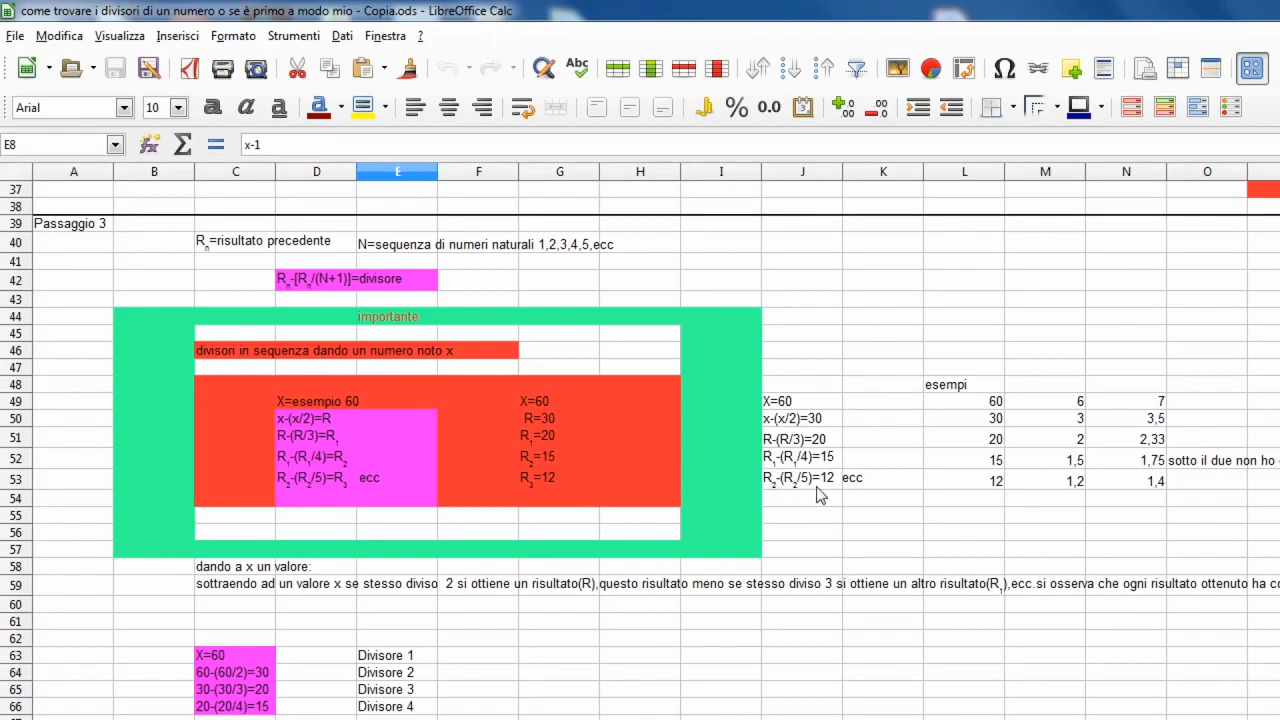 come trovare i divisori di un numero o se è primo a modo mio - Copia.ods - LibreOffice Calc
File Modifica Visualizza Inserisci Formato Strumenti Dati Finestra ?
Abc
Arial 10 a a a a % 0.0
E8 x-1
A B C D E F G H I J K L M N O
37
38
39 Passaggio 3
40 Rn=risultato precedente N=sequenza di numeri naturali 1,2,3,4,5,ecc
41
42 Rn-[Rn/(N+1)]=divisore
43
44 importante
45
46 divisori in sequenza dando un numero noto x
47
48 esempi
49 X=esempio 60 X=60 X=60 60 6 7
50 x-(x/2)=R R=30 x-(x/2)=30 30 3 3,5
51 R-(R/3)=R1 R1=20 R-(R/3)=20 20 2 2,33
52 R1-(R1/4)=R2 R2=15 R1-(R1/4)=15 15 1,5 1,75 sotto il due non ho
53 R2-(R2/5)=R3 ecc R3=12 R2-(R2/5)=12 ecc 12 1,2 1,4
54
55
56
57
58 dando a x un valore:
59 sottraendo ad un valore x se stesso diviso 2 si ottiene un risultato(R),questo risultato meno se stesso diviso 3 si ottiene un altro risultato(R1),ecc.si osserva che ogni risultato ottenuto ha
60
61
62
63 X=60 Divisore 1
64 60-(60/2)=30 Divisore 2
65 30-(30/3)=20 Divisore 3
66 20-(20/4)=15 Divisore 4